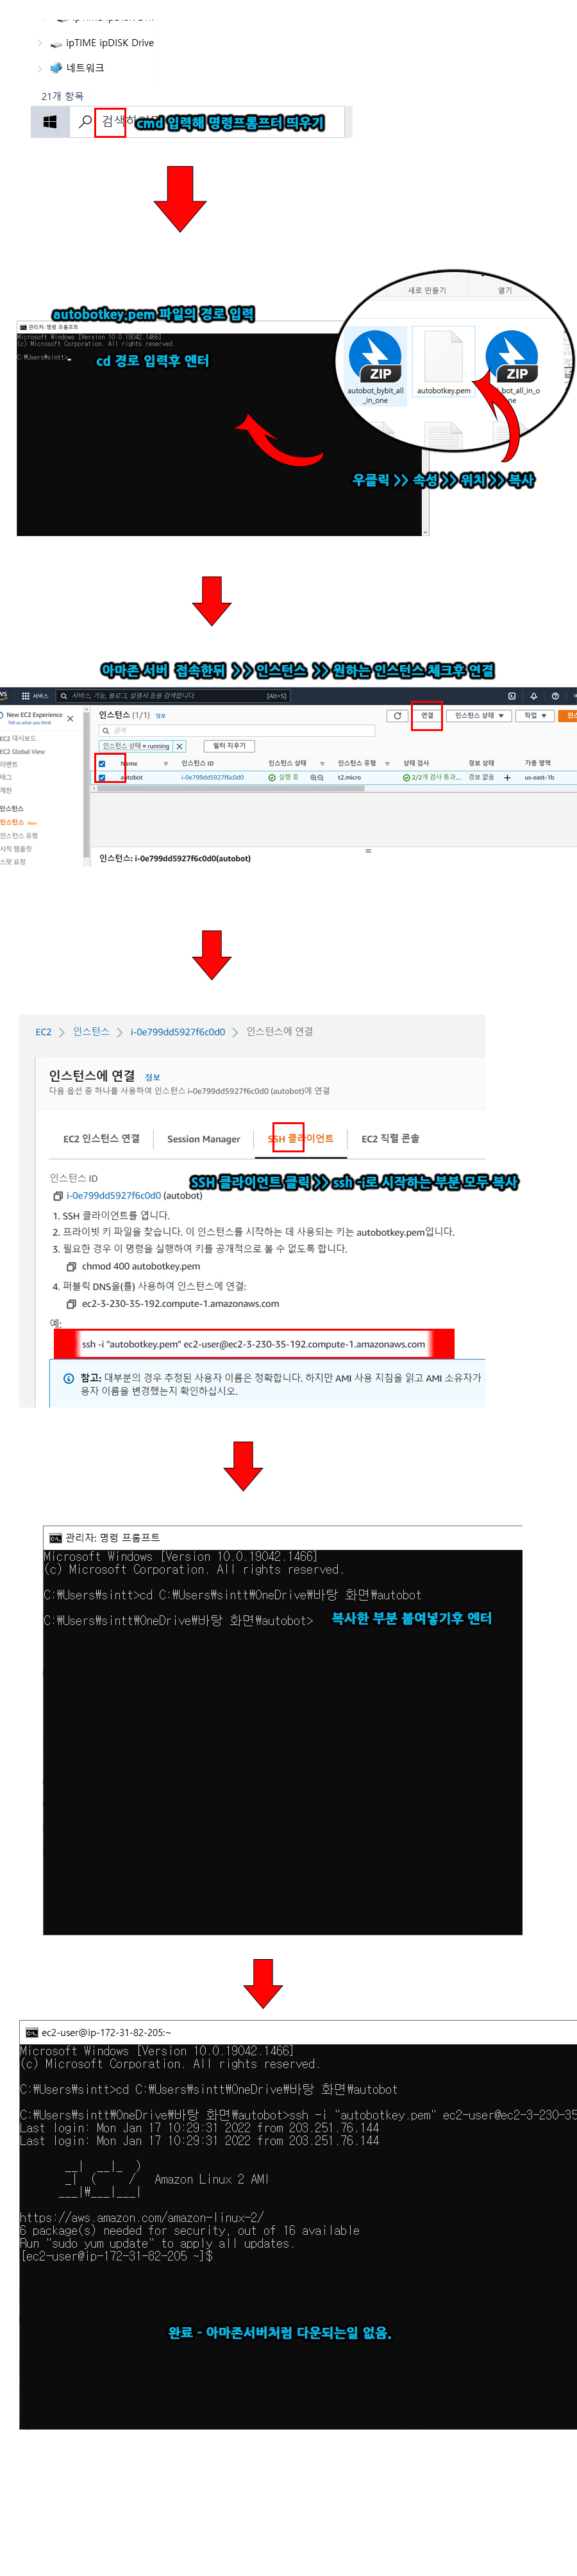 ipTIME ipDISK Drive
네트워크
21개 항목
cmd 입력해 명령프롬프터 띄우기
autobotkey.pem 파일의 경로 입력
관리자: 명령 프롬프트
Microsoft Windows [Version 10.0.19042.1466]
(c) Microsoft Corporation. All rights reserved.
C:\Users\sintt>
cd 경로 입력후 엔터
새로 만들기 열기
ZIP ZIP
autobot_bybit_all_in_one
autobotkey.pem
우클릭 >> 속성 >> 위치 >> 복사
아마존 서버 접속한뒤 >>> 인스턴스 >> 원하는 인스턴스 체크후 연결
서비스 서비스, 기능, 블로그, 설명서 등을 검색합니다. [Alt+S]
New EC2 Experience
Tell us what you think
EC2 대시보드
EC2 Global View
이벤트
태그
제한
인스턴스
인스턴스 New
인스턴스 유형
시작 템플릿
스팟 요청
인스턴스 (1/1) 정보
연결 인스턴스 상태 작업
검색
인스턴스 상태 = running 필터 지우기
Name 인스턴스 ID 인스턴스 상태 인스턴스 유형 상태 검사 경보 상태 가용 영역
autobot i-0e799dd5927f6c0d0 실행 중 t2.micro 2/2개 검사 통과... 경보 없음 us-east-1b
인스턴스: i-0e799dd5927f6c0d0(autobot)
EC2 > 인스턴스 > i-0e799dd5927f6c0d0 > 인스턴스에 연결
인스턴스에 연결 정보
다음 옵션 중 하나를 사용하여 인스턴스 i-0e799dd5927f6c0d0 (autobot)에 연결
EC2 인스턴스 연결 Session Manager SSH 클라이언트 EC2 직렬 콘솔
인스턴스 ID
SSH 클라이언트 클릭 >> ssh -i로 시작하는 부분 모두 복사
i-0e799dd5927f6c0d0 (autobot)
1. SSH 클라이언트를 엽니다.
2. 프라이빗 키 파일을 찾습니다. 이 인스턴스를 시작하는 데 사용되는 키는 autobotkey.pem입니다.
3. 필요한 경우 이 명령을 실행하여 키를 공개적으로 볼 수 없도록 합니다.
chmod 400 autobotkey.pem
4. 퍼블릭 DNS을(를) 사용하여 인스턴스에 연결:
ec2-3-230-35-192.compute-1.amazonaws.com
예:
ssh -i "autobotkey.pem" ec2-user@ec2-3-230-35-192.compute-1.amazonaws.com
참고: 대부분의 경우 추정된 사용자 이름은 정확합니다. 하지만 AMI 사용 지침을 읽고 AMI 소유자가
용자 이름을 변경했는지 확인하십시오.
관리자: 명령 프롬프트
Microsoft Windows [Version 10.0.19042.1466]
(c) Microsoft Corporation. All rights reserved.
C:\Users\sintt>cd C:\Users\sintt\OneDrive\바탕 화면\autobot
C:\Users\sintt\OneDrive\바탕 화면\autobot>
복사한 부분 붙여넣기후 엔터
ec2-user@ip-172-31-82-205:~
Microsoft Windows [Version 10.0.19042.1466]
(c) Microsoft Corporation. All rights reserved.
C:\Users\sintt>cd C:\Users\sintt\OneDrive\바탕 화면\autobot
C:\Users\sintt\OneDrive\바탕 화면\autobot>ssh -i "autobotkey.pem" ec2-user@ec2-3-230-35
Last login: Mon Jan 17 10:29:31 2022 from 203.251.76.144
Last login: Mon Jan 17 10:29:31 2022 from 203.251.76.144
Amazon Linux 2 AMI
https://aws.amazon.com/amazon-linux-2/
6 package(s) needed for security, out of 16 available
Run "sudo yum update" to apply all updates.
[ec2-user@ip-172-31-82-205 ~]$
완료 - 아마존서버처럼 다운되는일 없음.